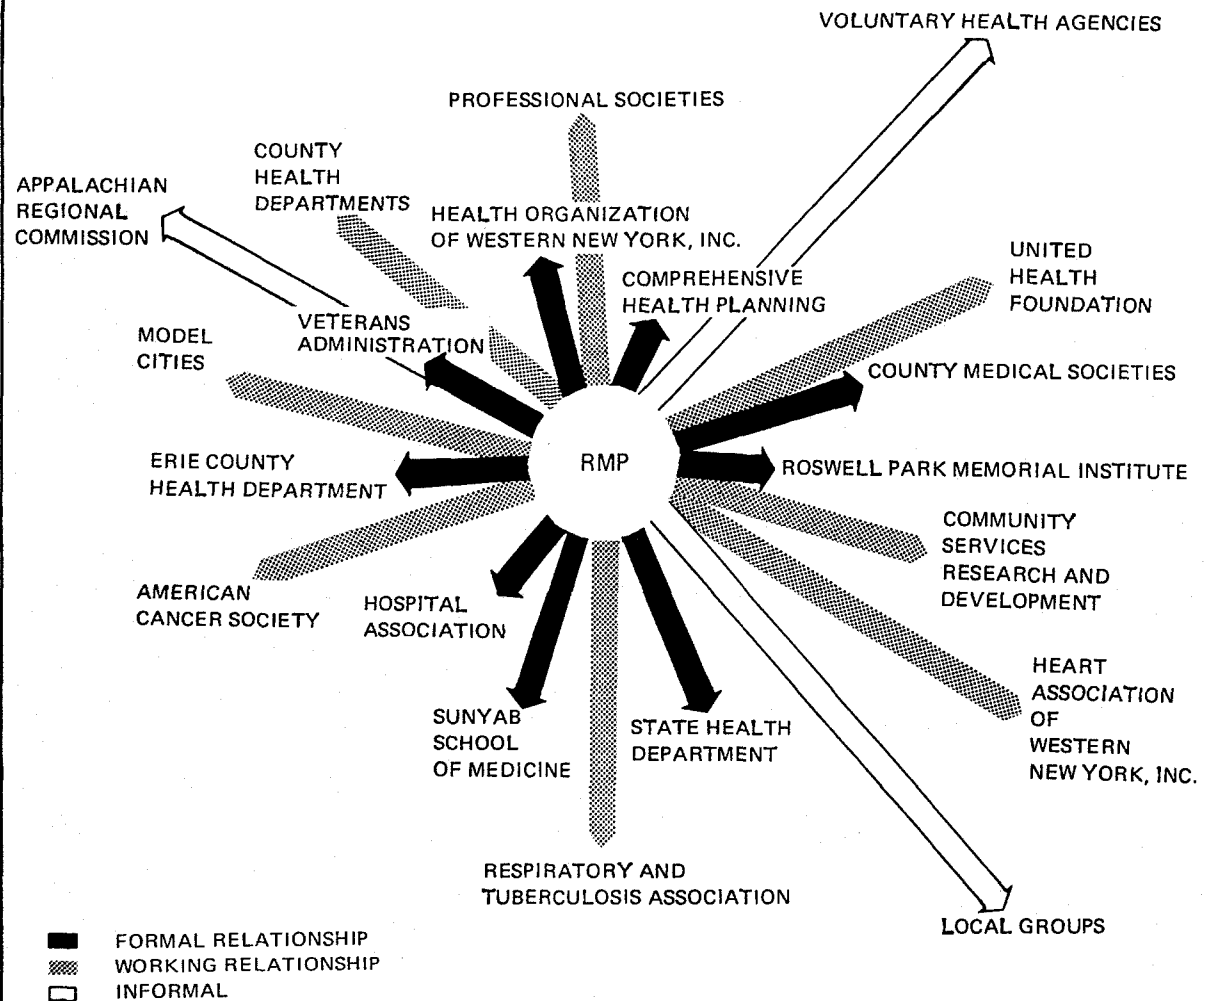 VOLUNTARY HEALTH AGENCIES
PROFESSIONAL SOCIETIES
COUNTY
HEALTH
DEPARTMENTS
APPALACHIAN
REGIONAL
COMMISSION
HEALTH ORGANIZATION
OF WESTERN NEW YORK, INC.
UNITED
HEALTH
FOUNDATION
COMPREHENSIVE
HEALTH PLANNING
VETERANS
ADMINISTRATION
MODEL
CITIES
COUNTY MEDICAL SOCIETIES
ERIE COUNTY
HEALTH DEPARTMENT
RMP
ROSWELL PARK MEMORIAL INSTITUTE
COMMUNITY
SERVICES
RESEARCH AND
DEVELOPMENT
AMERICAN
CANCER SOCIETY
HOSPITAL
ASSOCIATION
HEART
ASSOCIATION
OF
WESTERN
NEW YORK, INC.
SUNYAB
SCHOOL
OF MEDICINE
STATE HEALTH
DEPARTMENT
RESPIRATORY AND
TUBERCULOSIS ASSOCIATION
LOCAL GROUPS
FORMAL RELATIONSHIP
WORKING RELATIONSHIP
INFORMAL